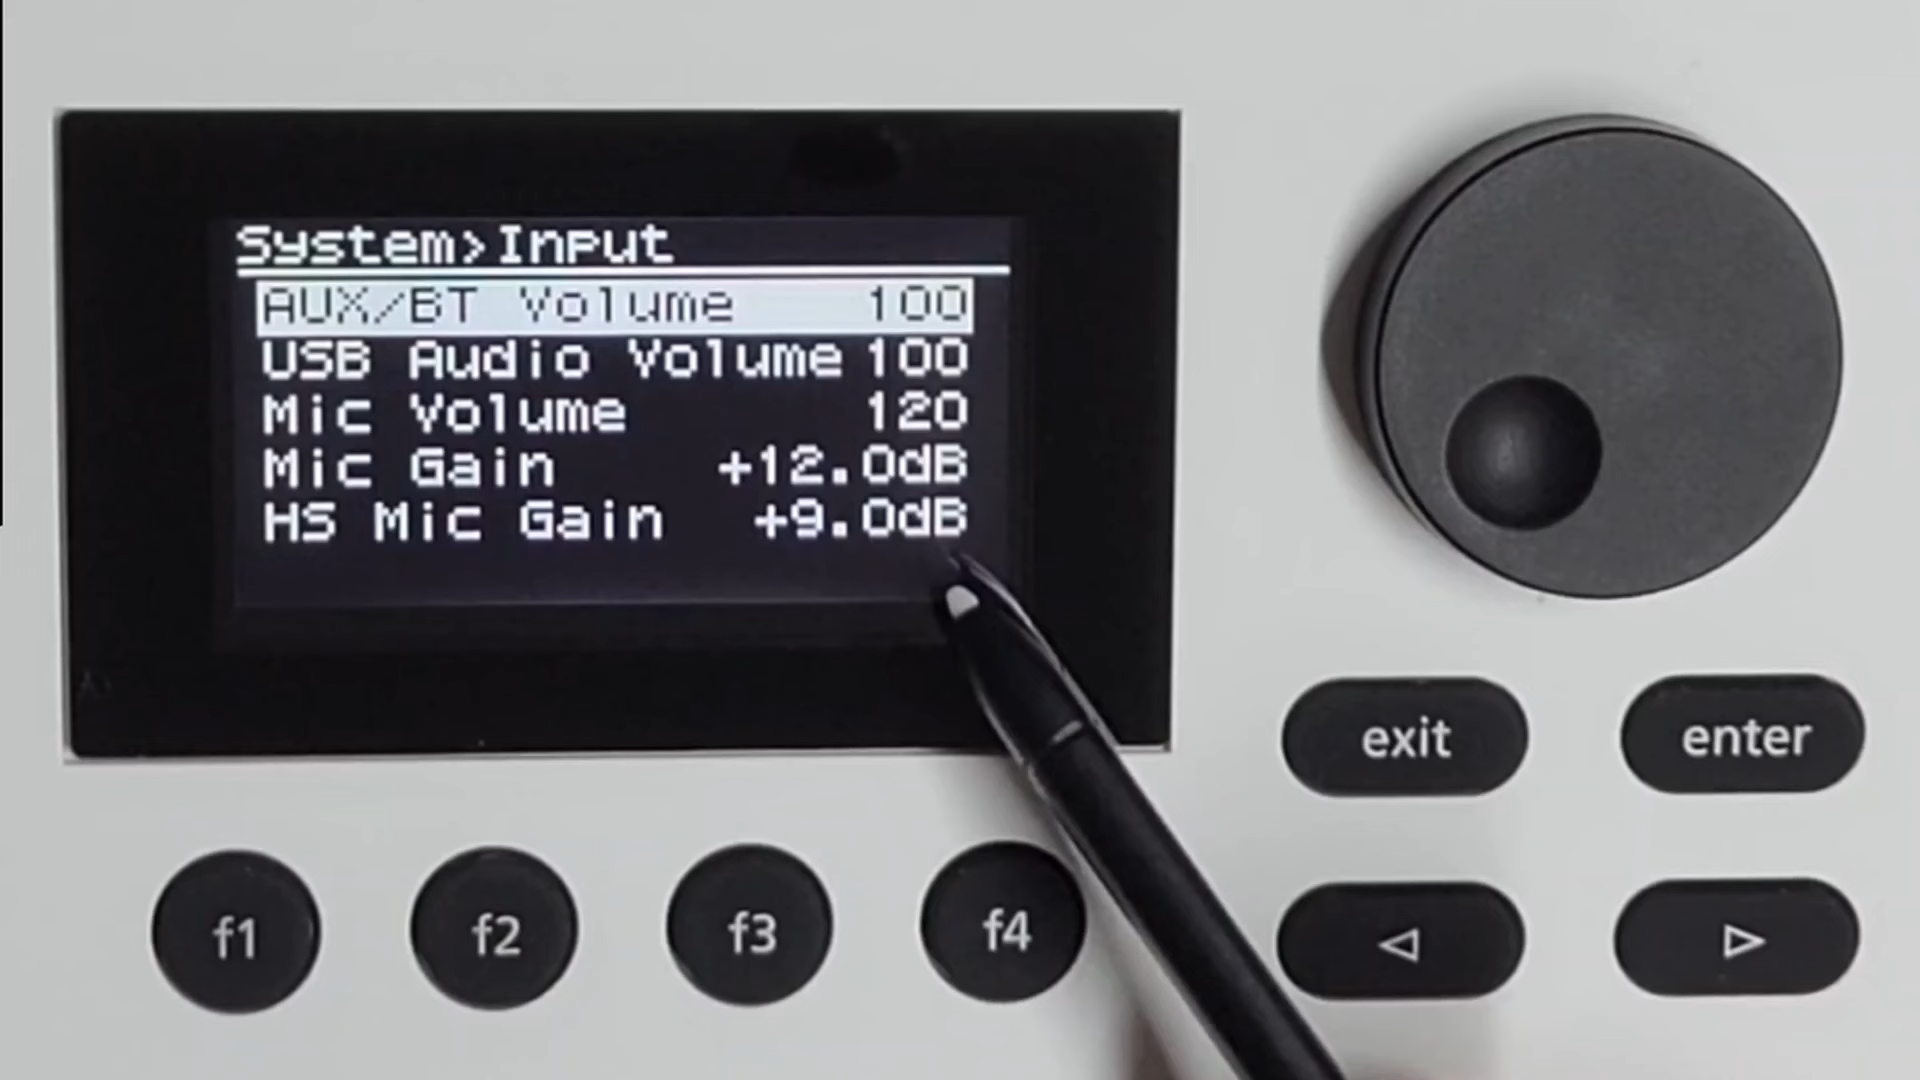 System>Input
AUX/BT Volume 100
USB Audio Volume 100
Mic Volume 120
Mic Gain +12.0dB
HS Mic Gain +9.0dB
exit enter
f1 f2 f3 f4